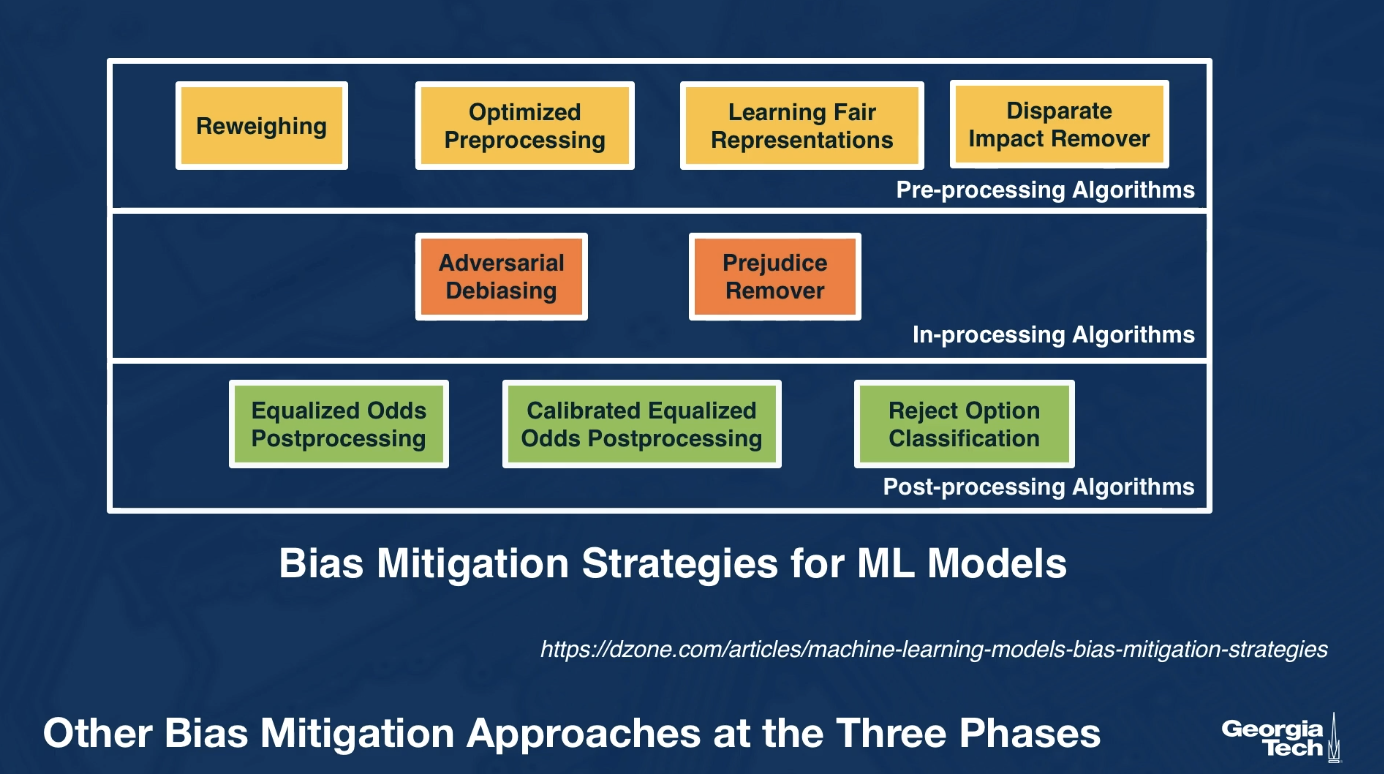 Reweighing
Optimized
Preprocessing
Learning Fair
Representations
Disparate
Impact Remover
Pre-processing Algorithms
Adversarial
Debiasing
Prejudice
Remover
In-processing Algorithms
Equalized Odds
Postprocessing
Calibrated Equalized
Odds Postprocessing
Reject Option
Classification
Post-processing Algorithms
Bias Mitigation Strategies for ML Models
https://dzone.com/articles/machine-learning-models-bias-mitigation-strategies
Other Bias Mitigation Approaches at the Three Phases
Georgia
Tech